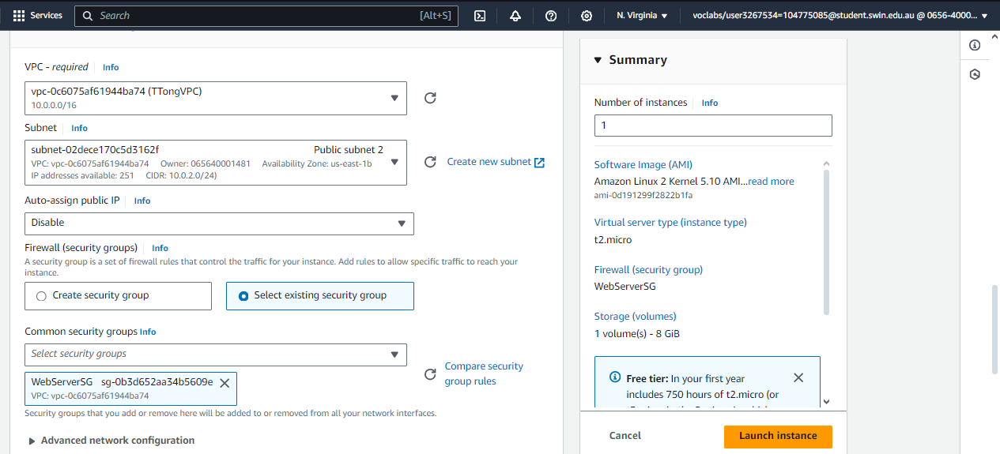 Services
Search
[Alt+S]
N. Virginia
voclabs/user3267534=104775085@student.swin.edu.au @ 0656-4000...
VPC - required
Info
vpc-0c6075af61944ba74 (TTongVPC)
10.0.0.0/16
Subnet
Info
subnet-02dece170c5d3162f
Public subnet 2
VPC: vpc-0c6075af61944ba74 Owner: 065640001481 Availability Zone: us-east-1b
IP addresses available: 251 CIDR: 10.0.2.0/24)
Create new subnet
Auto-assign public IP
Info
Disable
Firewall (security groups)
Info
A security group is a set of firewall rules that control the traffic for your instance. Add rules to allow specific traffic to reach your
instance.
Create security group
Select existing security group
Common security groups Info
Select security groups
WebServerSG sg-0b3d652aa34b5609e
VPC: vpc-0c6075af61944ba74
Compare security
group rules
Security groups that you add or remove here will be added to or removed from all your network interfaces.
Advanced network configuration
Summary
Number of instances
Info
1
Software Image (AMI)
Amazon Linux 2 Kernel 5.10 AMI...read more
ami-0d191299f2822b1fa
Virtual server type (instance type)
t2.micro
Firewall (security group)
WebServerSG
Storage (volumes)
1 volume(s) - 8 GiB
Free tier: In your first year
includes 750 hours of t2.micro (or
Cancel
Launch instance